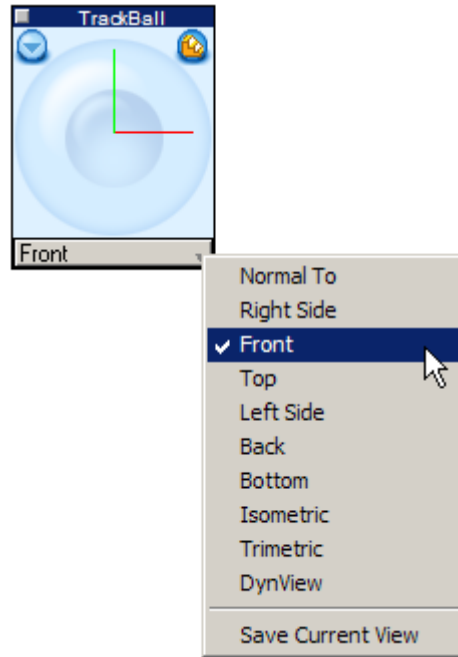 TrackBall
Front
Normal To
Right Side
Front
Top
Left Side
Back
Bottom
Isometric
Trimetric
DynView
Save Current View